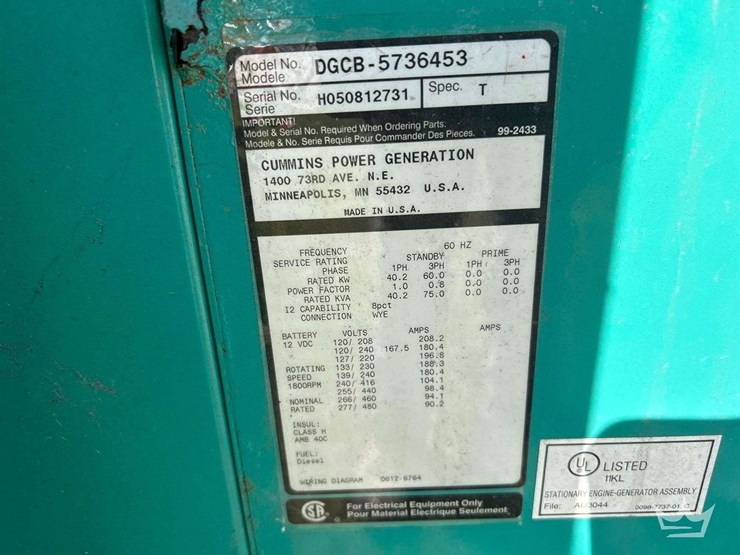 Model No. DGCB-5736453
Modele
Serial No. H050812731 Spec. T
Serie
IMPORTANT!
Model & Serial No. Required When Ordering Parts.
Modele & No. Serie Requis Pour Commander Des Pieces. 99-2433
CUMMINS POWER GENERATION
1400 73RD AVE. N.E.
MINNEAPOLIS, MN 55432 U.S.A.
MADE IN U.S.A.
FREQUENCY 60 HZ
SERVICE RATING STANDBY PRIME
PHASE 1PH 3PH 1PH 3PH
RATED KW 40.2 60.0 0.0 0.0
POWER FACTOR 1.0 0.8 0.0 0.0
RATED KVA 40.2 75.0 0.0 0.0
I2 CAPABILITY 8pct
CONNECTION WYE
BATTERY VOLTS AMPS AMPS
12 VDC 120/ 208 208.2
120/ 240 167.5 180.4
127/ 220 196.8
ROTATING 133/ 230 188.3
SPEED 139/ 240 180.4
1800RPM 240/ 416 104.1
255/ 440 98.4
NOMINAL 266/ 460 94.1
RATED 277/ 480 90.2
INSUL:
CLASS H
AMB 40C
FUEL:
Diesel
WIRING DIAGRAM 0612-6764
SA For Electrical Equipment Only
Pour Material Electrique Seulement
UL LISTED
11KL
STATIONARY ENGINE-GENERATOR ASSEMBLY
File: AU3044 0098-7737-01